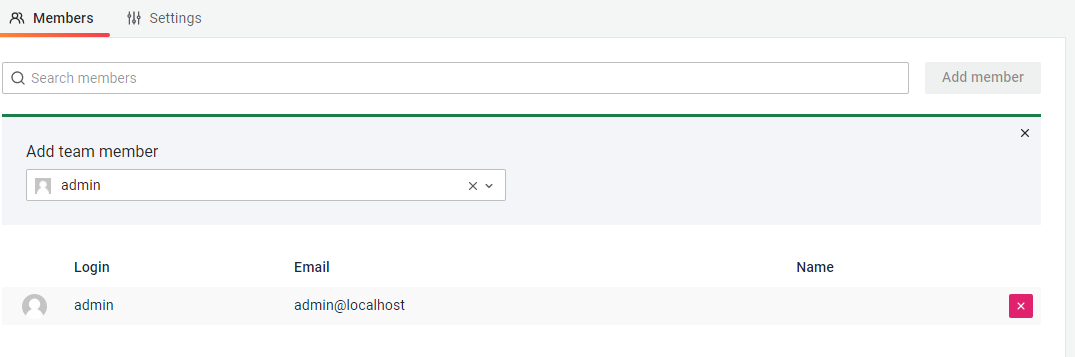 Members Settings
Search members Add member
Add team member
admin
Login Email Name
admin admin@localhost